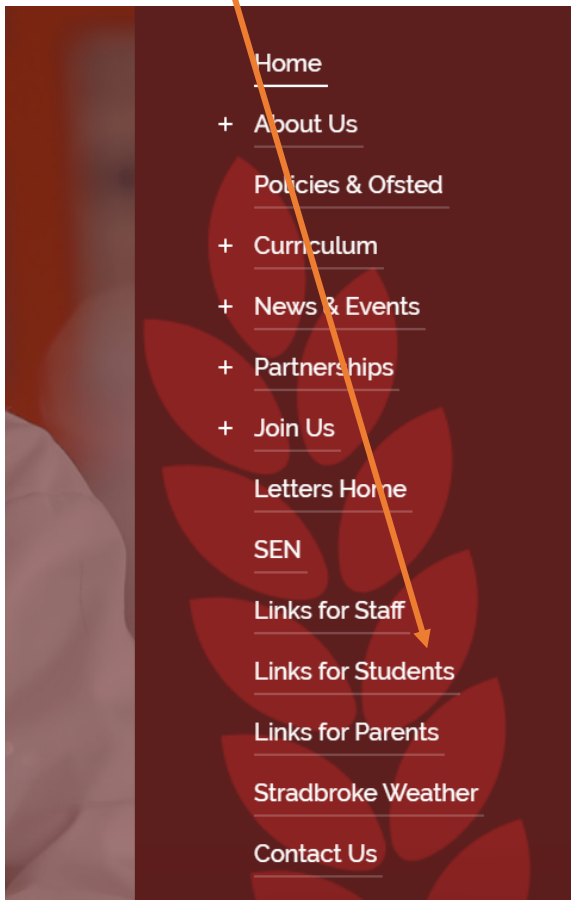 Home
+ About Us
Policies & Ofsted
+ Curriculum
+ News & Events
+ Partnerships
+ Join Us
Letters Home
SEN
Links for Staff
Links for Students
Links for Parents
Stradbroke Weather
Contact Us